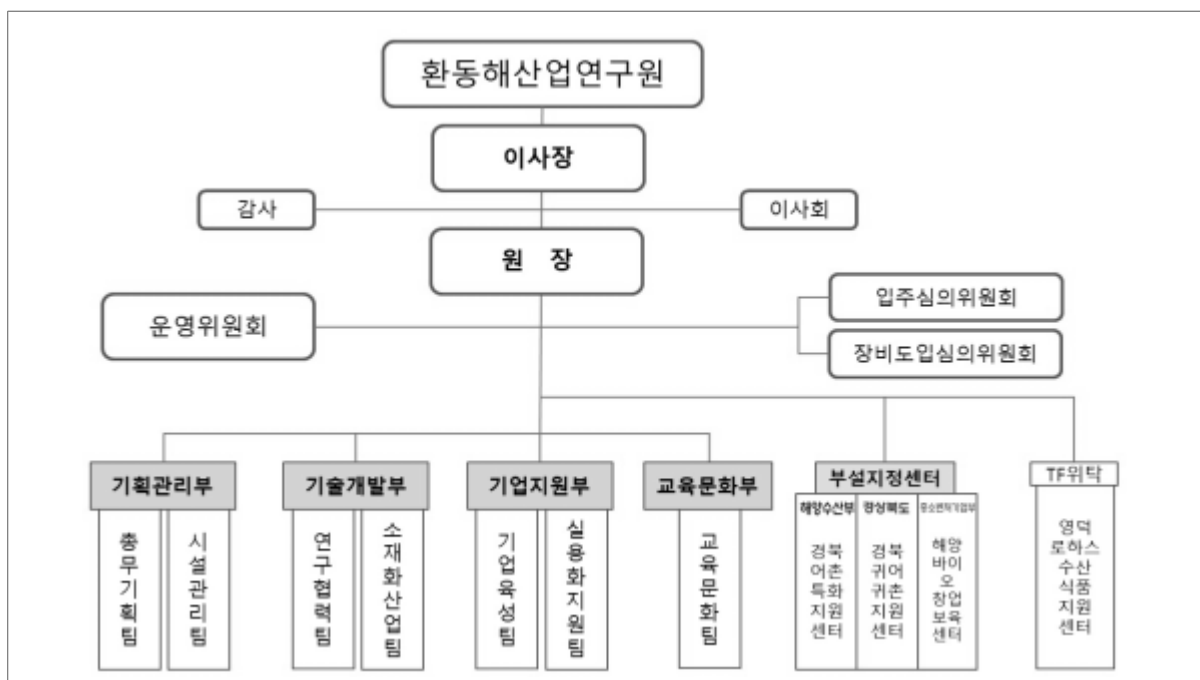 환동해산업연구원
이사장
감사
이사회
원 장
운영위원회
입주심의위원회
장비도입심의위원회
기획관리부
기술개발부
기업지원부
교육문화부
부설지정센터
TF위탁
총무기획팀
시설관리팀
연구협력팀
소재화산업팀
기업육성팀
실용화지원팀
교육문화팀
해양수산부
경북
어촌
특화
지원
센터
경상북도
경북
귀어
귀촌
지원
센터
중소벤처기업부
해양
바이
오
창업
보육
센터
영덕
로하스
수산
식품
지원
센터